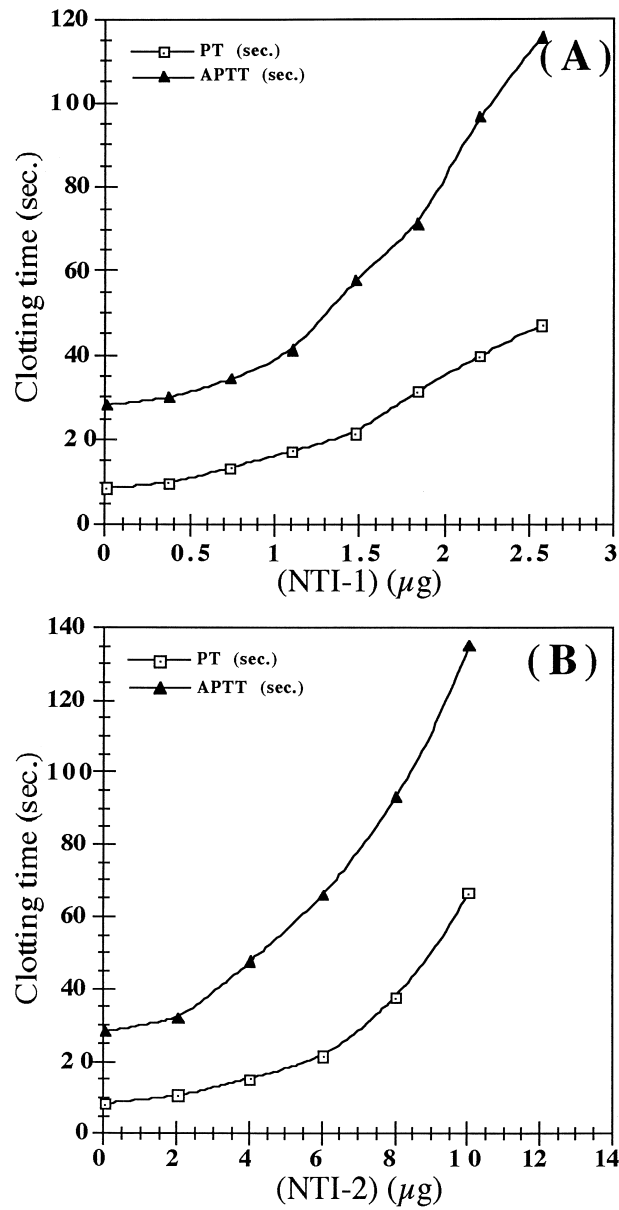 120
100
80
60
40
20
0
Clotting time (sec.)
PT (sec.)
APTT (sec.)
(A)
0 0.5 1 1.5 2 2.5 3
(NTI-1) (µg)
140
120
100
80
60
40
20
0
Clotting time (sec.)
PT (sec.)
APTT (sec.)
(B)
0 2 4 6 8 10 12 14
(NTI-2) (µg)